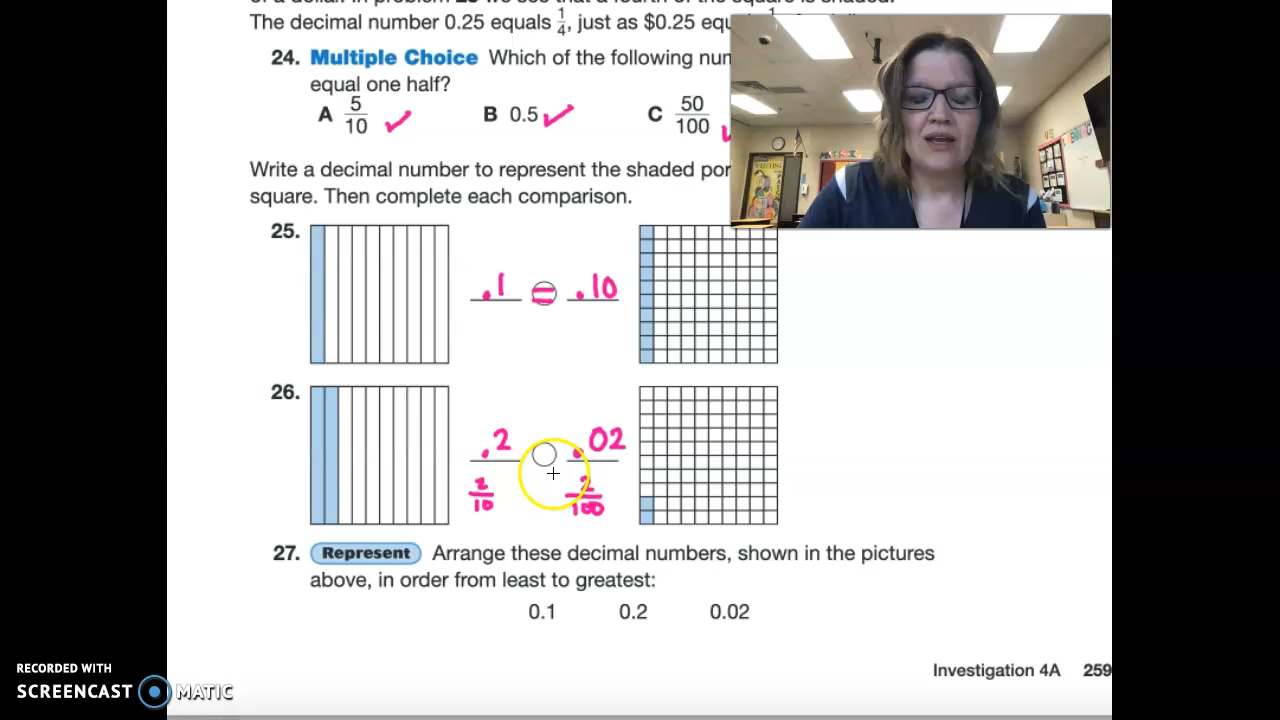 The decimal number 0.25 equals 1/4, just as $0.25 equ
24. Multiple Choice Which of the following nun
equal one half?
A 5/10 ✓ B 0.5 ✓ C 50/100
Write a decimal number to represent the shaded por
square. Then complete each comparison.
25.
.1 = .10
26.
.2 .02
2/10 2/100
27. Represent Arrange these decimal numbers, shown in the pictures
above, in order from least to greatest:
0.1 0.2 0.02
Investigation 4A 259
RECORDED WITH
SCREENCAST MATIC